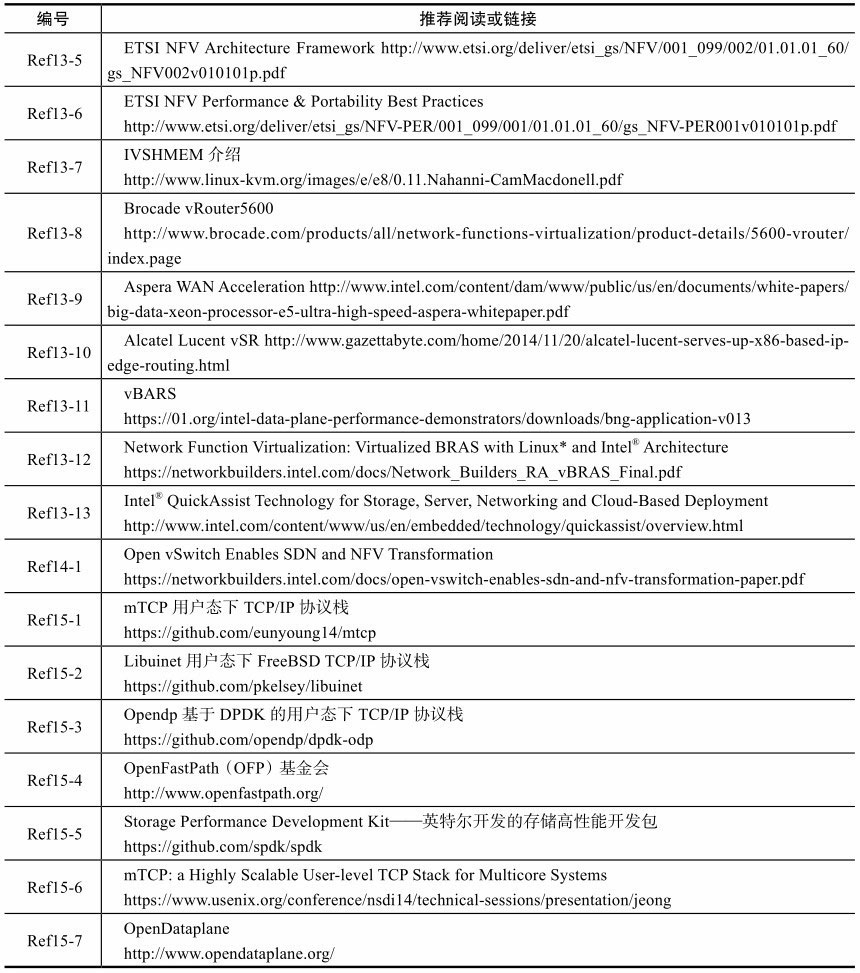 编号 推荐阅读或链接
Ref13-5 ETSI NFV Architecture Framework http://www.etsi.org/deliver/etsi_gs/NFV/001_099/002/01.01.01_60/
gs_NFV002v010101p.pdf
Ref13-6 ETSI NFV Performance & Portability Best Practices
http://www.etsi.org/deliver/etsi_gs/NFV-PER/001_099/001/01.01.01_60/gs_NFV-PER001v010101p.pdf
Ref13-7 IVSHMEM 介绍
http://www.linux-kvm.org/images/e/e8/0.11.Nahanni-CamMacdonell.pdf
Ref13-8 Brocade vRouter5600
http://www.brocade.com/products/all/network-functions-virtualization/product-details/5600-vrouter/
index.page
Ref13-9 Aspera WAN Acceleration http://www.intel.com/content/dam/www/public/us/en/documents/white-papers/
big-data-xeon-processor-e5-ultra-high-speed-aspera-whitepaper.pdf
Ref13-10 Alcatel Lucent vSR http://www.gazettabyte.com/home/2014/11/20/alcatel-lucent-serves-up-x86-based-ip-
edge-routing.html
Ref13-11 vBARS
https://01.org/intel-data-plane-performance-demonstrators/downloads/bng-application-v013
Ref13-12 Network Function Virtualization: Virtualized BRAS with Linux* and Intel® Architecture
https://networkbuilders.intel.com/docs/Network_Builders_RA_vBRAS_Final.pdf
Ref13-13 Intel® QuickAssist Technology for Storage, Server, Networking and Cloud-Based Deployment
http://www.intel.com/content/www/us/en/embedded/technology/quickassist/overview.html
Ref14-1 Open vSwitch Enables SDN and NFV Transformation
https://networkbuilders.intel.com/docs/open-vswitch-enables-sdn-and-nfv-transformation-paper.pdf
Ref15-1 mTCP 用户态下 TCP/IP 协议栈
https://github.com/eunyoung14/mtcp
Ref15-2 Libuinet 用户态下 FreeBSD TCP/IP 协议栈
https://github.com/pkelsey/libuinet
Ref15-3 Opendp 基于 DPDK 的用户态下 TCP/IP 协议栈
https://github.com/opendp/dpdk-odp
Ref15-4 OpenFastPath（OFP）基金会
http://www.openfastpath.org/
Ref15-5 Storage Performance Development Kit——英特尔开发的存储高性能开发包
https://github.com/spdk/spdk
Ref15-6 mTCP: a Highly Scalable User-level TCP Stack for Multicore Systems
https://www.usenix.org/conference/nsdi14/technical-sessions/presentation/jeong
Ref15-7 OpenDataplane
http://www.opendataplane.org/